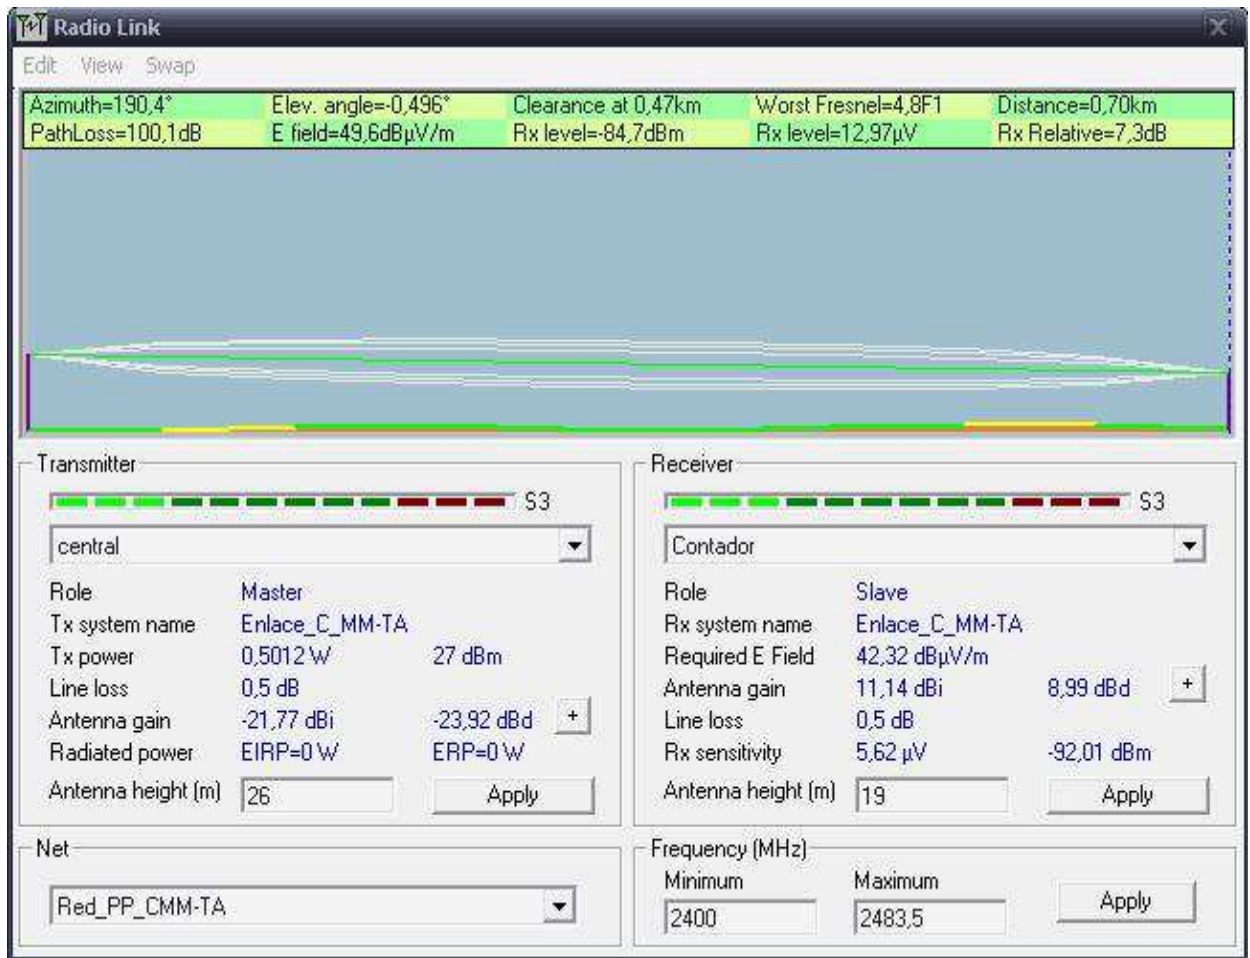 Radio Link
Edit View Swap
Azimuth=190,4° Elev. angle=-0,496° Clearance at 0,47km Worst Fresnel=4,8F1 Distance=0,70km
PathLoss=100,1dB E field=49,6dBµV/m Rx level=-84,7dBm Rx level=12,97µV Rx Relative=7,3dB
Transmitter
S3
central
Role Master
Tx system name Enlace_C_MM-TA
Tx power 0,5012 W 27 dBm
Line loss 0,5 dB
Antenna gain -21,77 dBi -23,92 dBd +
Radiated power EIRP=0 W ERP=0 W
Antenna height (m) 26 Apply
Receiver
S3
Contador
Role Slave
Rx system name Enlace_C_MM-TA
Required E Field 42,32 dBµV/m
Antenna gain 11,14 dBi 8,99 dBd +
Line loss 0,5 dB
Rx sensitivity 5,62 µV -92,01 dBm
Antenna height (m) 19 Apply
Net
Red_PP_CMM-TA
Frequency (MHz)
Minimum Maximum
2400 2483,5 Apply